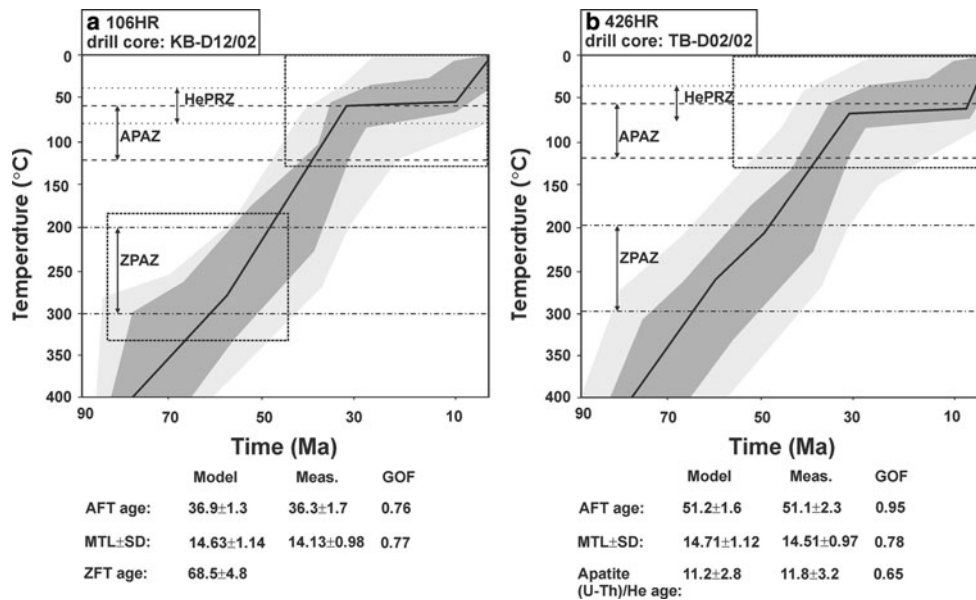 a 106HR
drill core: KB-D12/02
0
50
100
150
200
250
300
350
400
Temperature (°C)
HePRZ
APAZ
ZPAZ
90
70
50
30
10
Time (Ma)
Model Meas. GOF
AFT age: 36.9±1.3 36.3±1.7 0.76
MTL±SD: 14.63±1.14 14.13±0.98 0.77
ZFT age: 68.5±4.8
b 426HR
drill core: TB-D02/02
0
50
100
150
200
250
300
350
400
Temperature (°C)
HePRZ
APAZ
ZPAZ
90
70
50
30
10
Time (Ma)
Model Meas. GOF
AFT age: 51.2±1.6 51.1±2.3 0.95
MTL±SD: 14.71±1.12 14.51±0.97 0.78
Apatite 11.2±2.8 11.8±3.2 0.65
(U-Th)/He age: